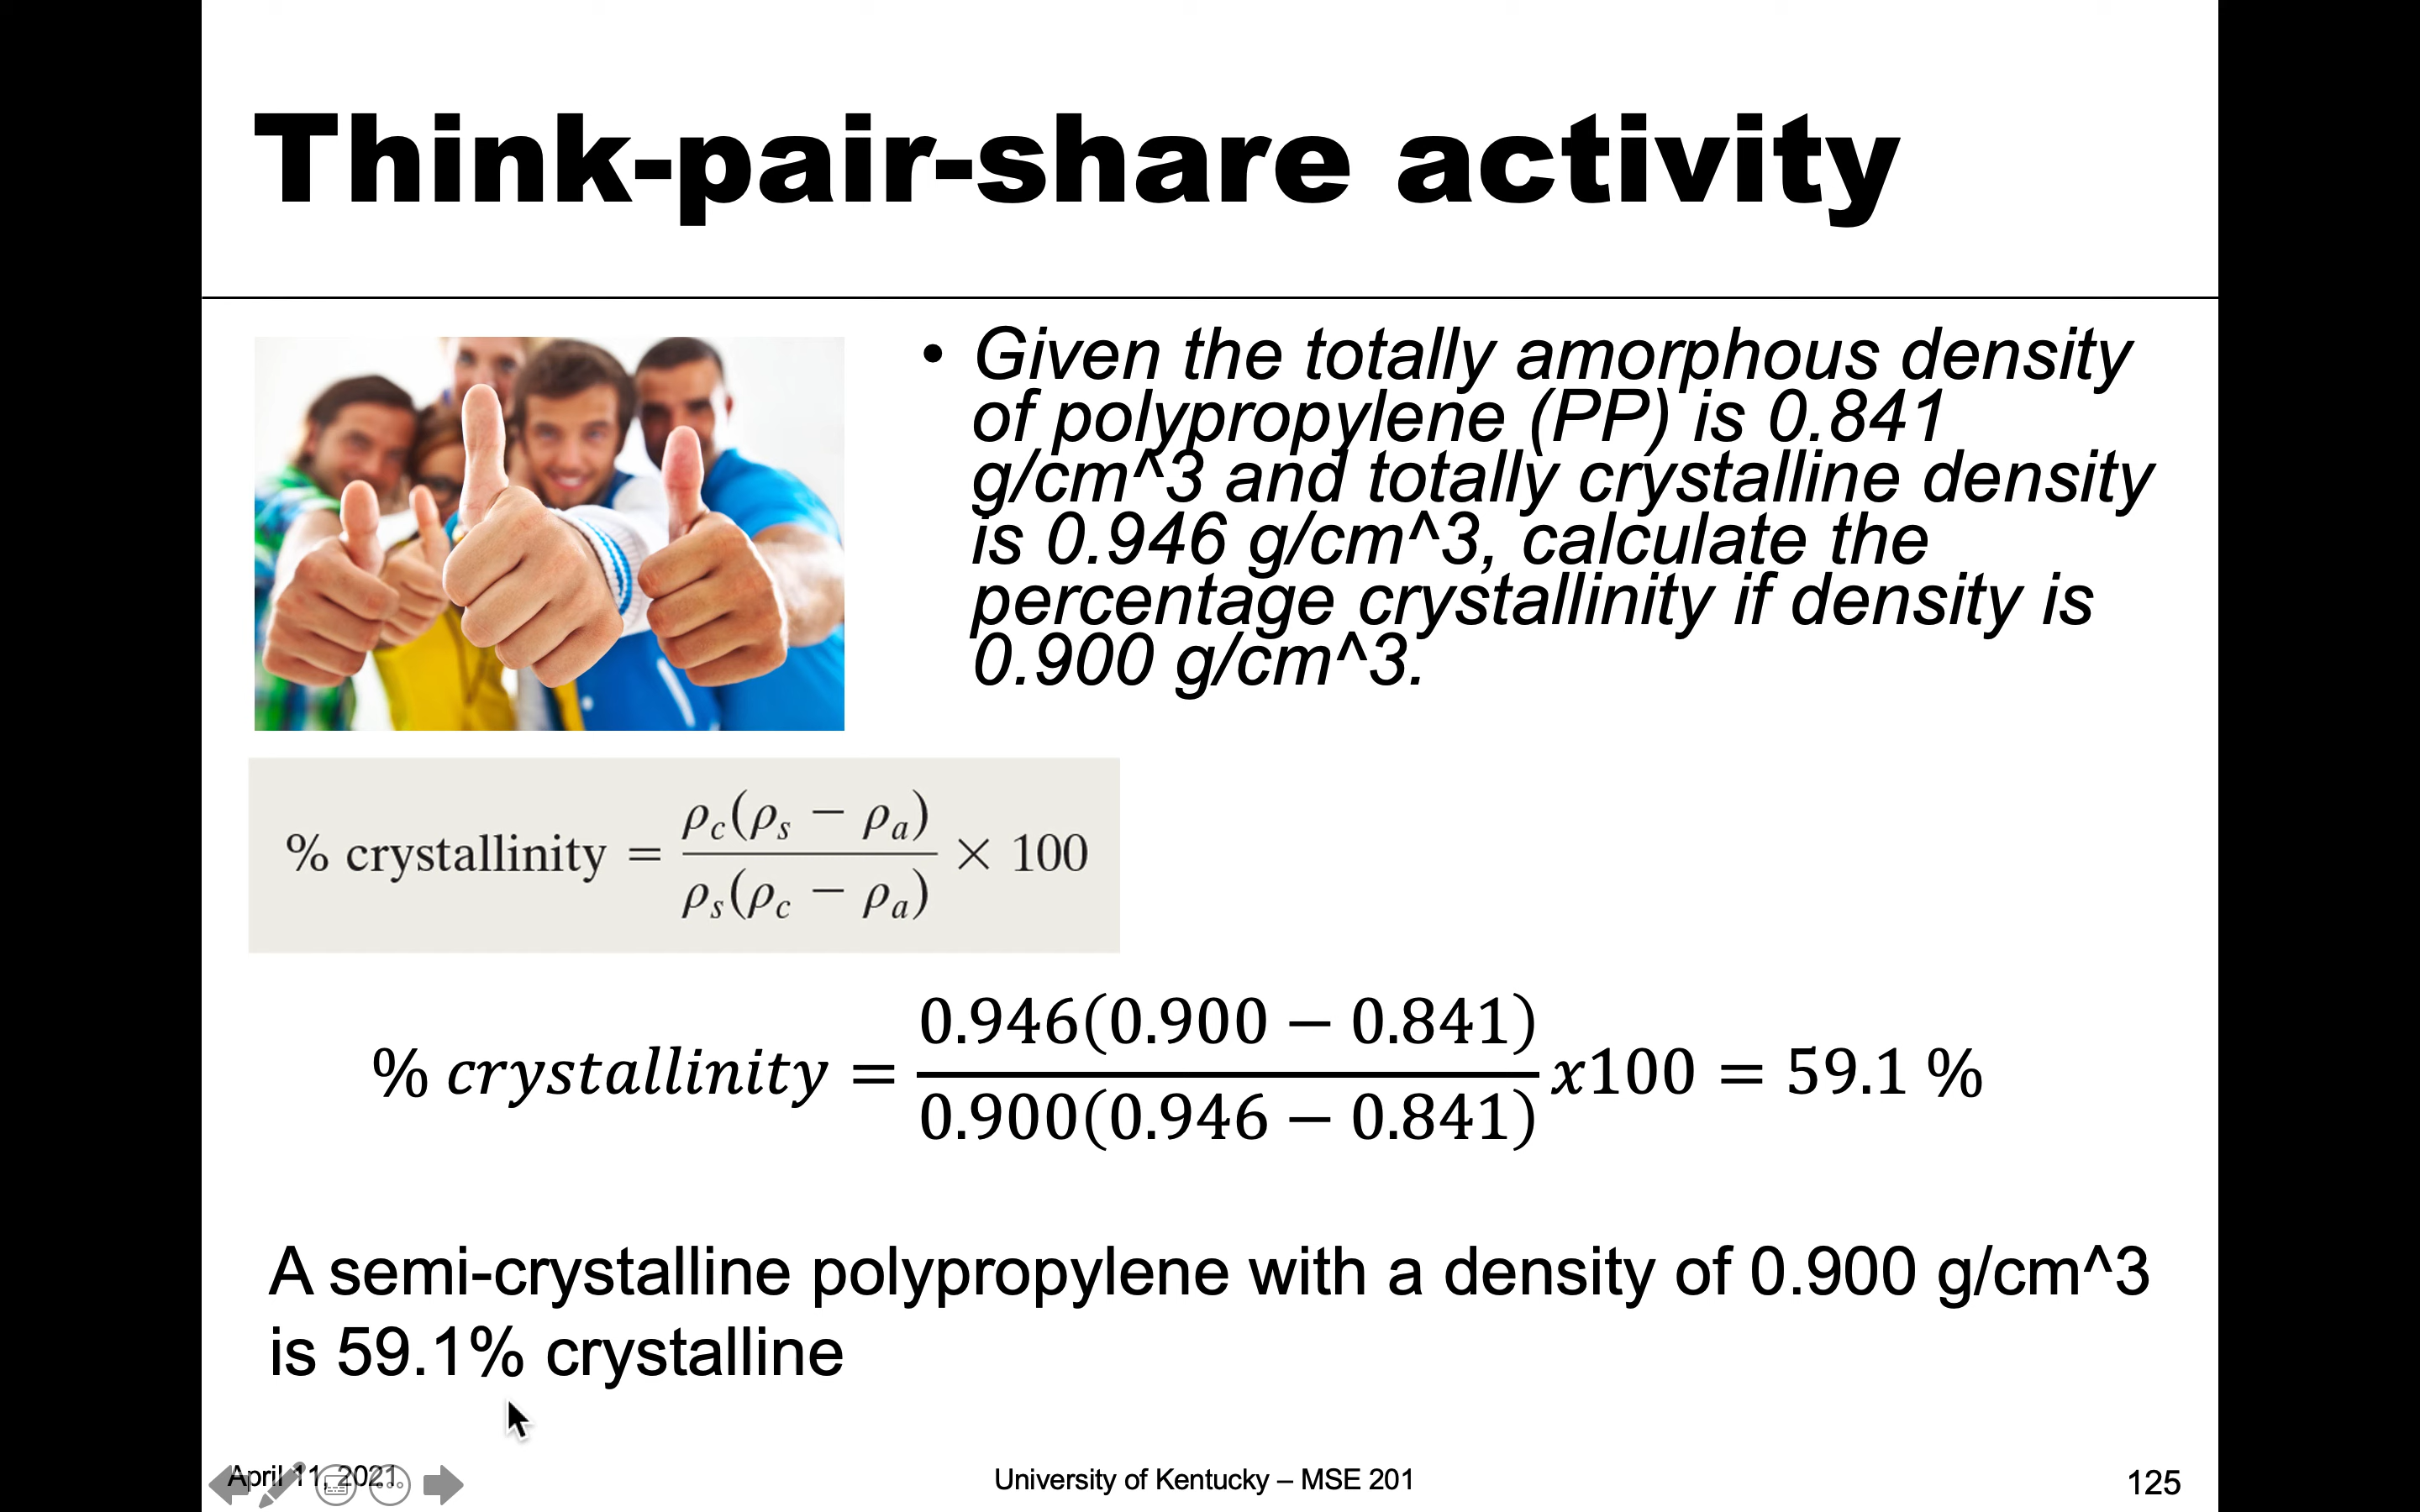 Think-pair-share activity
• Given the totally amorphous density
of polypropylene (PP) is 0.841
g/cm^3 and totally crystalline density
is 0.946 g/cm^3, calculate the
percentage crystallinity if density is
0.900 g/cm^3.
% crystallinity = ρc(ρs − ρa) / ρs(ρc − ρa) × 100
% crystallinity = 0.946(0.900 − 0.841) / 0.900(0.946 − 0.841) x100 = 59.1 %
A semi-crystalline polypropylene with a density of 0.900 g/cm^3
is 59.1% crystalline
April 11, 2021
University of Kentucky – MSE 201
125